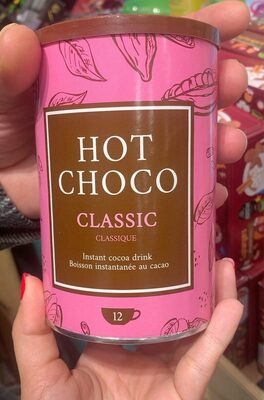 HOT
CHOCO
CLASSIC
CLASSIQUE
Instant cocoa drink
Boisson instantanée au cacao
12